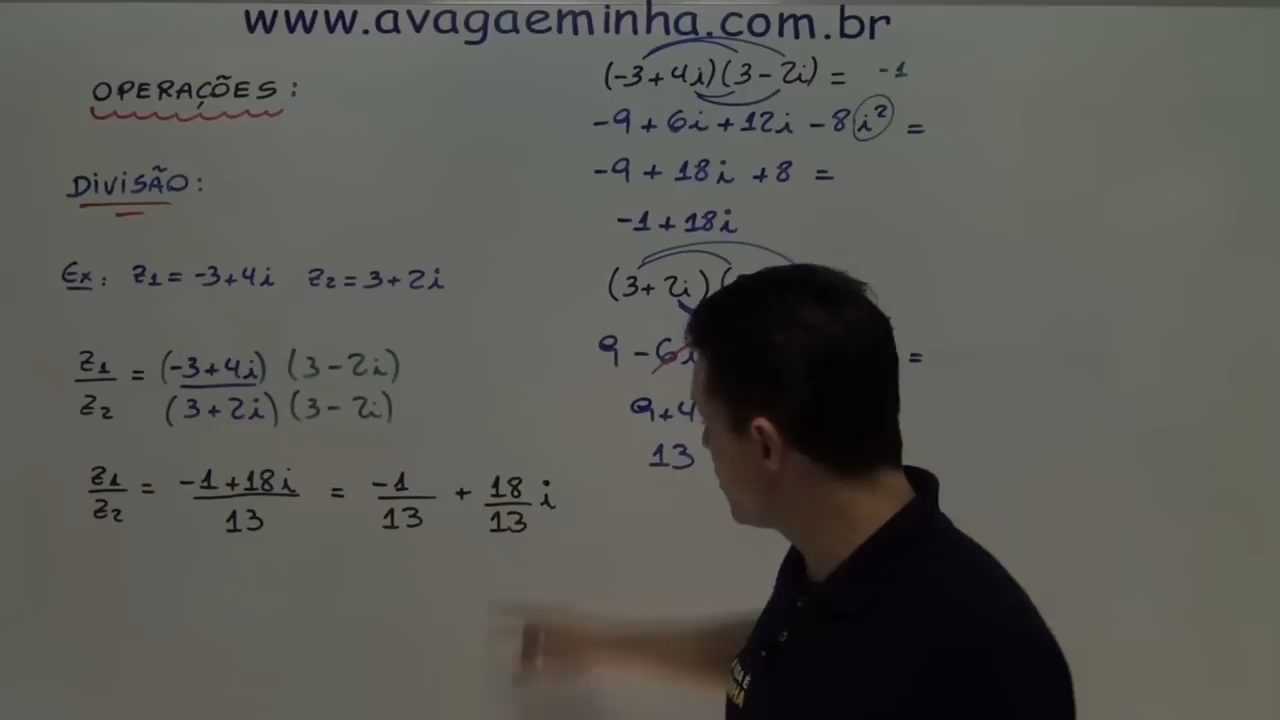 www.avagaeminha.com.br
OPERAÇÕES:
DIVISÃO:
Ex: z1 = -3+4i z2 = 3+2i
z1/z2 = (-3+4i) (3-2i) / (3+2i) (3-2i)
z1/z2 = -1+18i / 13 = -1/13 + 18/13 i
(-3+4i)(3-2i) = -1
-9+6i+12i-8i² =
-9+18i+8 =
-1+18i
(3+2i)(
9-6i =
9+4
13